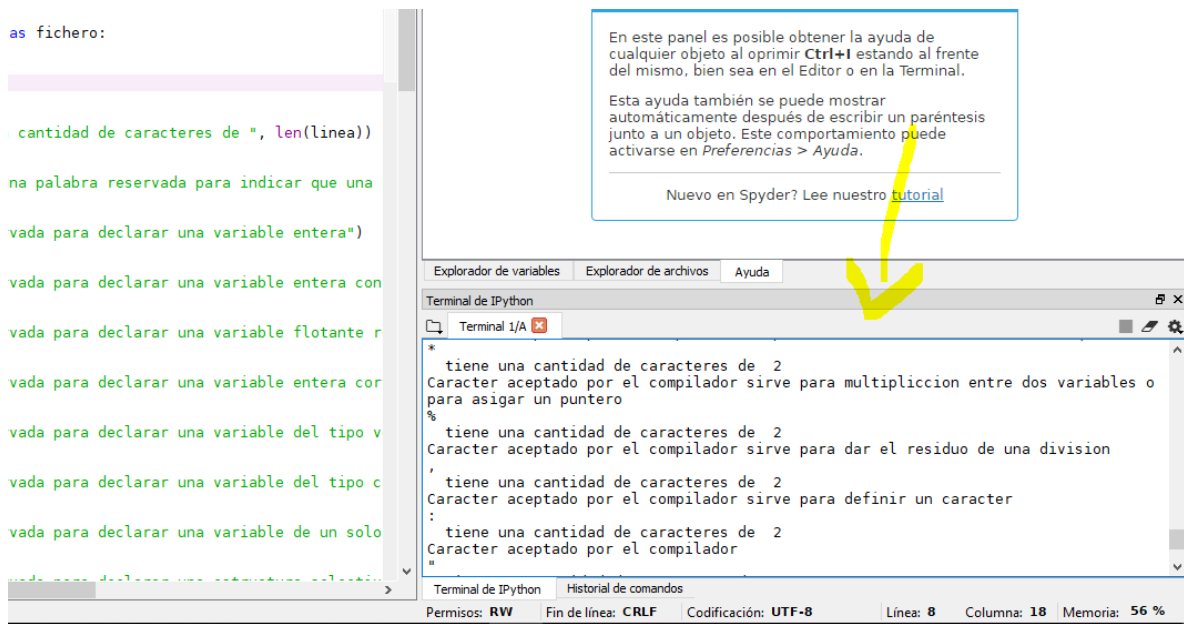 as fichero:
cantidad de caracteres de ", len(linea))
na palabra reservada para indicar que una
vada para declarar una variable entera")
vada para declarar una variable entera con
vada para declarar una variable flotante r
vada para declarar una variable entera cor
vada para declarar una variable del tipo v
vada para declarar una variable del tipo c
vada para declarar una variable de un solo
En este panel es posible obtener la ayuda de
cualquier objeto al oprimir Ctrl+I estando al frente
del mismo, bien sea en el Editor o en la Terminal.
Esta ayuda también se puede mostrar
automáticamente después de escribir un paréntesis
junto a un objeto. Este comportamiento puede
activarse en Preferencias > Ayuda.
Nuevo en Spyder? Lee nuestro tutorial
Explorador de variables Explorador de archivos Ayuda
Terminal de IPython
Terminal 1/A
*
tiene una cantidad de caracteres de 2
Caracter aceptado por el compilador sirve para multipliccion entre dos variables o
para asigar un puntero
%
tiene una cantidad de caracteres de 2
Caracter aceptado por el compilador sirve para dar el residuo de una division
,
tiene una cantidad de caracteres de 2
Caracter aceptado por el compilador sirve para definir un caracter
:
tiene una cantidad de caracteres de 2
Caracter aceptado por el compilador
"
Terminal de IPython Historial de comandos
Permisos: RW Fin de línea: CRLF Codificación: UTF-8 Línea: 8 Columna: 18 Memoria: 56 %